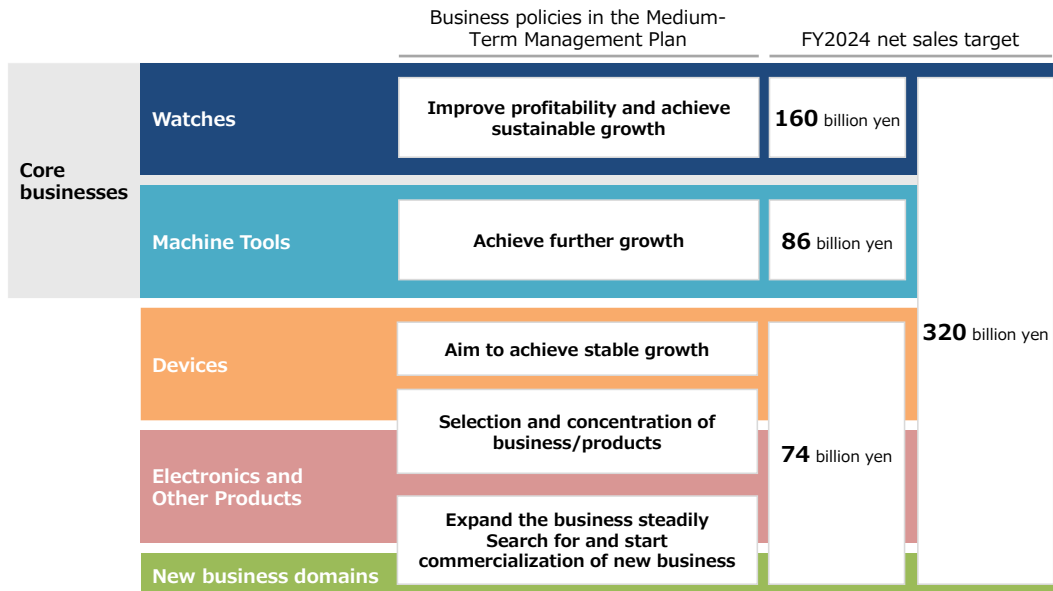 Business policies in the Medium-
Term Management Plan
FY2024 net sales target
Core
businesses
Watches
Improve profitability and achieve
sustainable growth
160 billion yen
Machine Tools
Achieve further growth
86 billion yen
320 billion yen
Devices
Aim to achieve stable growth
Selection and concentration of
business/products
74 billion yen
Electronics and
Other Products
Expand the business steadily
Search for and start
commercialization of new business
New business domains